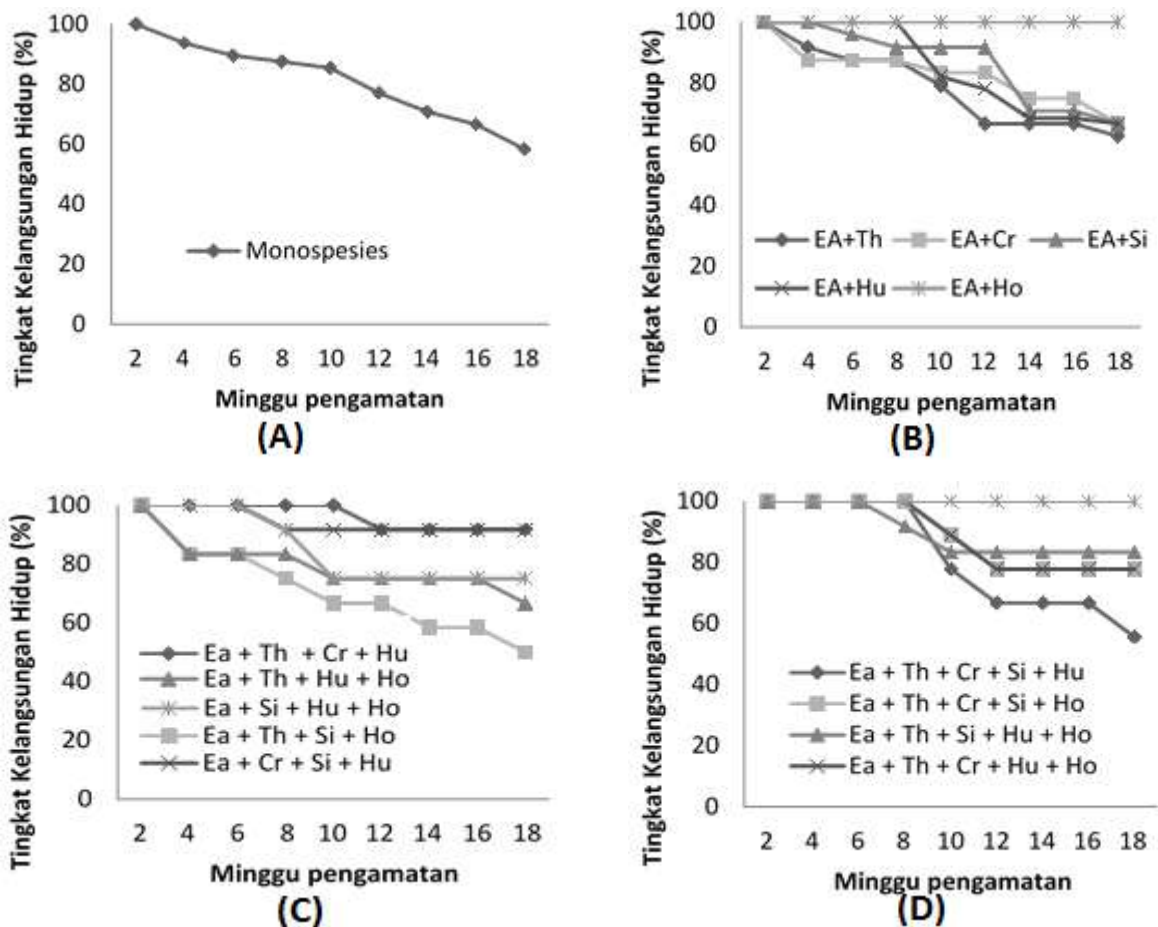 Tingkat Kelangsungan Hidup (%)
100
80
60
40
20
0
Monospesies
2 4 6 8 10 12 14 16 18
Minggu pengamatan
(A)
Tingkat Kelangsungan Hidup (%)
100
80
60
40
20
0
EA+Th EA+Cr EA+Si
EA+Hu EA+Ho
2 4 6 8 10 12 14 16 18
Minggu pengamatan
(B)
Tingkat Kelangsungan Hidup (%)
100
80
60
40
20
0
Ea + Th + Cr + Hu
Ea + Th + Hu + Ho
Ea + Si + Hu + Ho
Ea + Th + Si + Ho
Ea + Cr + Si + Hu
2 4 6 8 10 12 14 16 18
Minggu pengamatan
(C)
Tingkat Kelangsungan Hidup (%)
100
80
60
40
20
0
Ea + Th + Cr + Si + Hu
Ea + Th + Cr + Si + Ho
Ea + Th + Si + Hu + Ho
Ea + Th + Cr + Hu + Ho
2 4 6 8 10 12 14 16 18
Minggu pengamatan
(D)